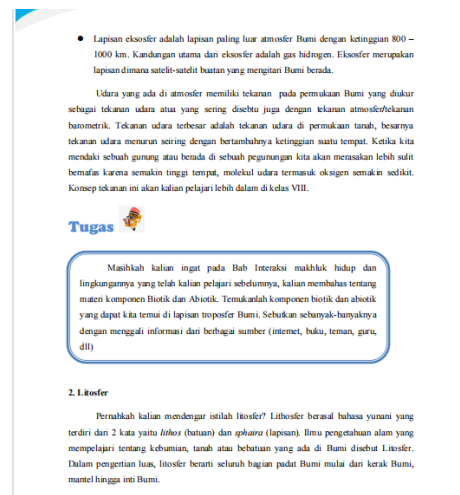 ● Lapisan eksosfer adalah lapisan paling luar atmosfer Bumi dengan ketinggian 800 –
1000 km. Kandungan utama dari eksosfer adalah gas hidrogen. Eksosfer merupakan
lapisan dimana satelit-satelit buatan yang mengitari Bumi berada.
Udara yang ada di atmosfer memiliki tekanan pada permukaan Bumi yang diukur
sebagai tekanan udara atua yang sering disebtu juga dengan tekanan atmosfer/tekanan
barometrik. Tekanan udara terbesar adalah tekanan udara di permukaan tanah, besarnya
tekanan udara menurun seiring dengan bertambahnya ketinggian suatu tempat. Ketika kita
mendaki sebuah gunung atau berada di sebuah pegunungan kita akan merasakan lebih sulit
bernafas karena semakin tinggi tempat, molekul udara termasuk oksigen semakin sedikit.
Konsep tekanan ini akan kalian pelajari lebih dalam di kelas VIII.
Tugas
Masihkah kalian ingat pada Bab Interaksi makhluk hidup dan
lingkungannya yang telah kalian pelajari sebelumnya, kalian membahas tentang
materi komponen Biotik dan Abiotik. Temukanlah komponen biotik dan abiotik
yang dapat kita temui di lapisan troposfer Bumi. Sebutkan sebanyak-banyaknya
dengan menggali informasi dari berbagai sumber (internet, buku, teman, guru,
dll)
2. Litosfer
Pernahkah kalian mendengar istilah litosfer? Lithosfer berasal bahasa yunani yang
terdiri dari 2 kata yaitu lithos (batuan) dan sphaira (lapisan). Ilmu pengetahuan alam yang
mempelajari tentang kebumian, tanah atau bebatuan yang ada di Bumi disebut Litosfer.
Dalam pengertian luas, litosfer berarti seluruh bagian padat Bumi mulai dari kerak Bumi,
mantel hingga inti Bumi.